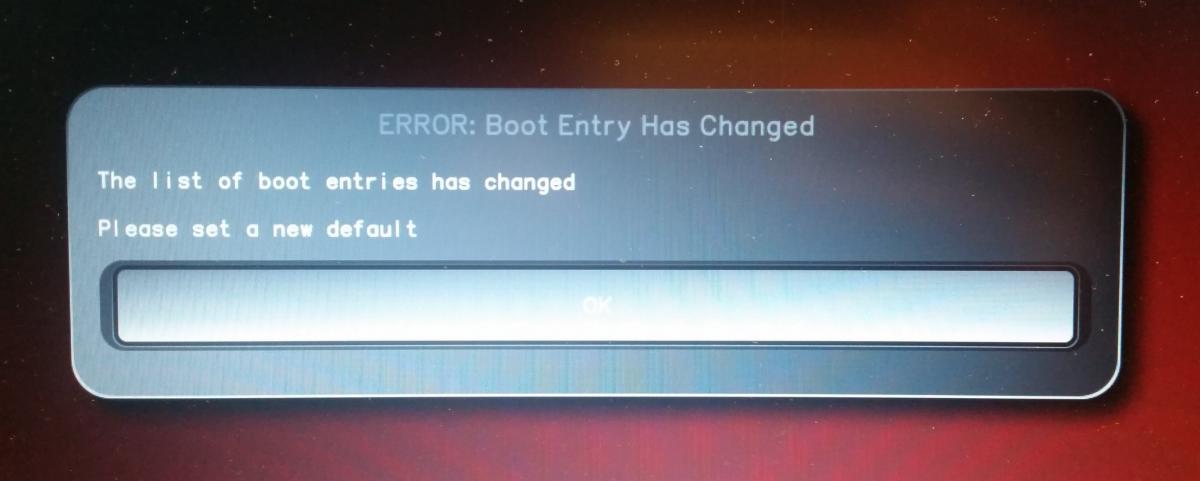 ERROR: Boot Entry Has Changed
The list of boot entries has changed
Please set a new default
OK